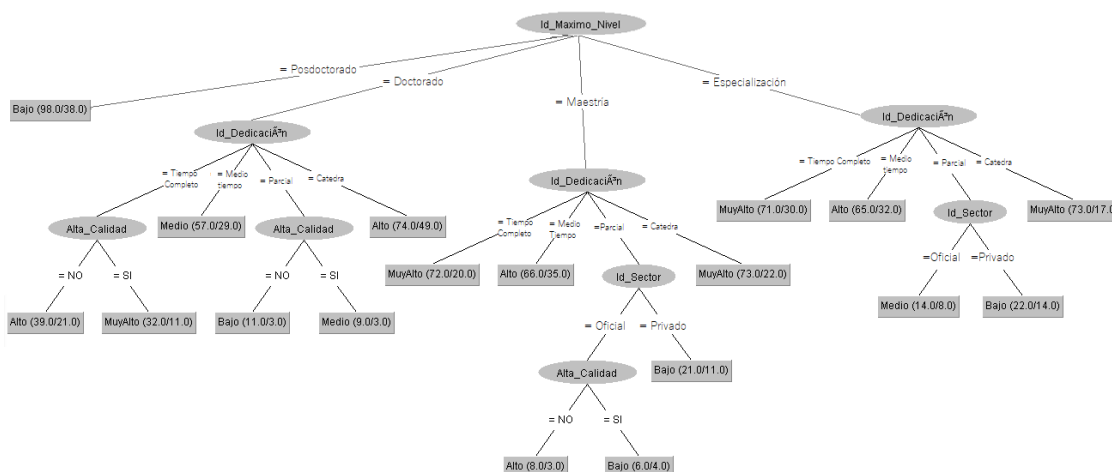 Id_Maximo_Nivel
= Posdoctorado
= Doctorado
= Maestría
= Especialización
Bajo (98.0/38.0)
Id_DedicaciÃ³n
= Tiempo
Completo
= Medio
tiempo
= Parcial
= Catedra
Alta_Calidad
Medio (57.0/29.0)
Alta_Calidad
Alto (74.0/49.0)
= NO
= SI
= NO
= SI
Alto (39.0/21.0)
MuyAlto (32.0/11.0)
Bajo (11.0/3.0)
Medio (9.0/3.0)
Id_DedicaciÃ³n
= Tiempo
Completo
= Medio
Tiempo
=Parcial
= Catedra
MuyAlto (72.0/20.0)
Alto (66.0/35.0)
Id_Sector
MuyAlto (73.0/22.0)
= Oficial
= Privado
Alta_Calidad
Bajo (21.0/11.0)
= NO
= SI
Alto (8.0/3.0)
Bajo (6.0/4.0)
Id_DedicaciÃ³n
= Tiempo Completo
= Medio
tiempo
= Parcial
= Catedra
MuyAlto (71.0/30.0)
Alto (65.0/32.0)
Id_Sector
MuyAlto (73.0/17.0)
=Oficial
=Privado
Medio (14.0/8.0)
Bajo (22.0/14.0)